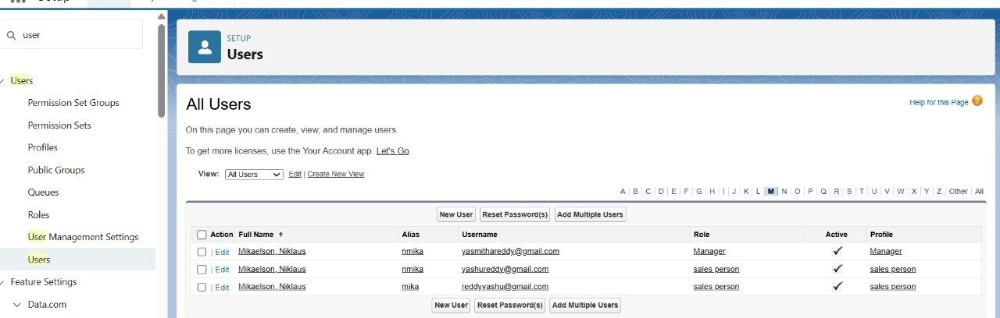 user
SETUP
Users
Users
Permission Set Groups
Permission Sets
Profiles
Public Groups
Queues
Roles
User Management Settings
Users
Feature Settings
Data.com
All Users
Help for this Page ?
On this page you can create, view, and manage users.
To get more licenses, use the Your Account app. Let's Go
View: All Users Edit | Create New View
A | B | C | D | E | F | G | H | I | J | K | L | M | N | O | P | Q | R | S | T | U | V | W | X | Y | Z | Other | All
New User Reset Password(s) Add Multiple Users
Action Full Name ↑ Alias Username Role Active Profile
| Edit Mikaelson, Niklaus nmika yasmithareddy@gmail.com Manager ✓ Manager
| Edit Mikaelson, Niklaus nmika yashureddy@gmail.com sales person ✓ sales person
| Edit Mikaelson, Niklaus mika reddyyashu@gmail.com sales person ✓ sales person
New User Reset Password(s) Add Multiple Users